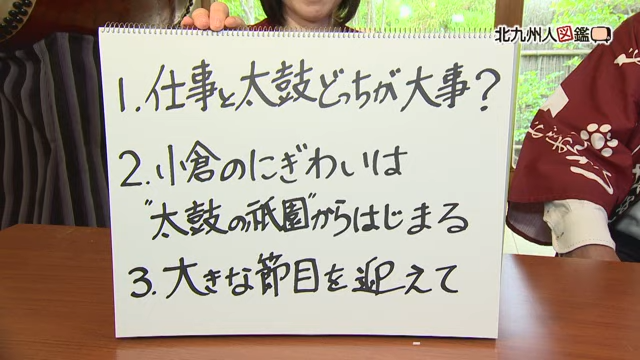 北九州人図鑑
1.仕事と太鼓どっちが大事?
2.小倉のにぎわいは
"太鼓の祇園"からはじまる
3.大きな節目を迎えて